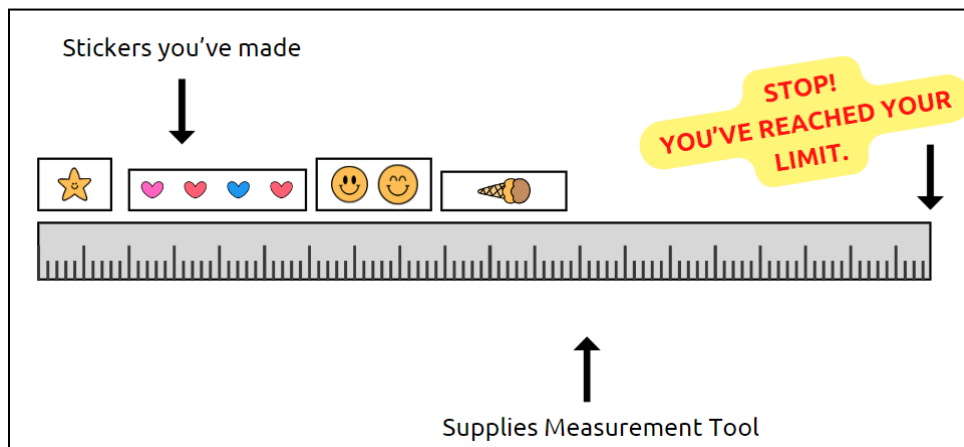 Stickers you’ve made
STOP!
YOU’VE REACHED YOUR
LIMIT.
Supplies Measurement Tool